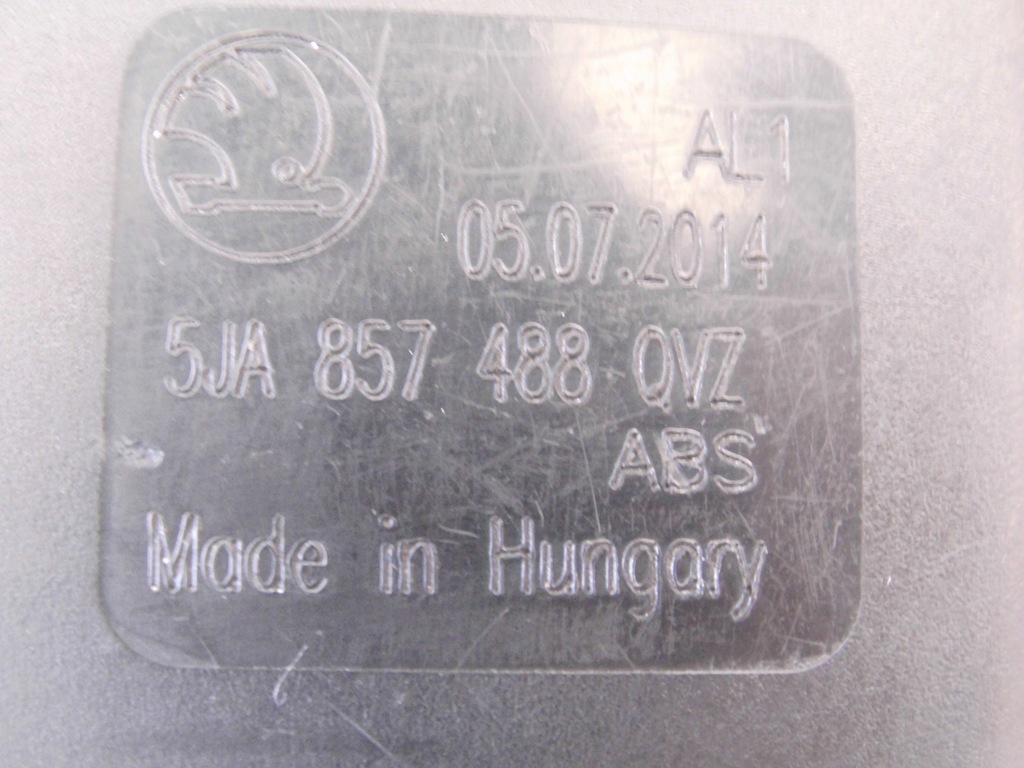 AL1
05.07.2014
5JA 857 488 QVZ
ABS
Made in Hungary